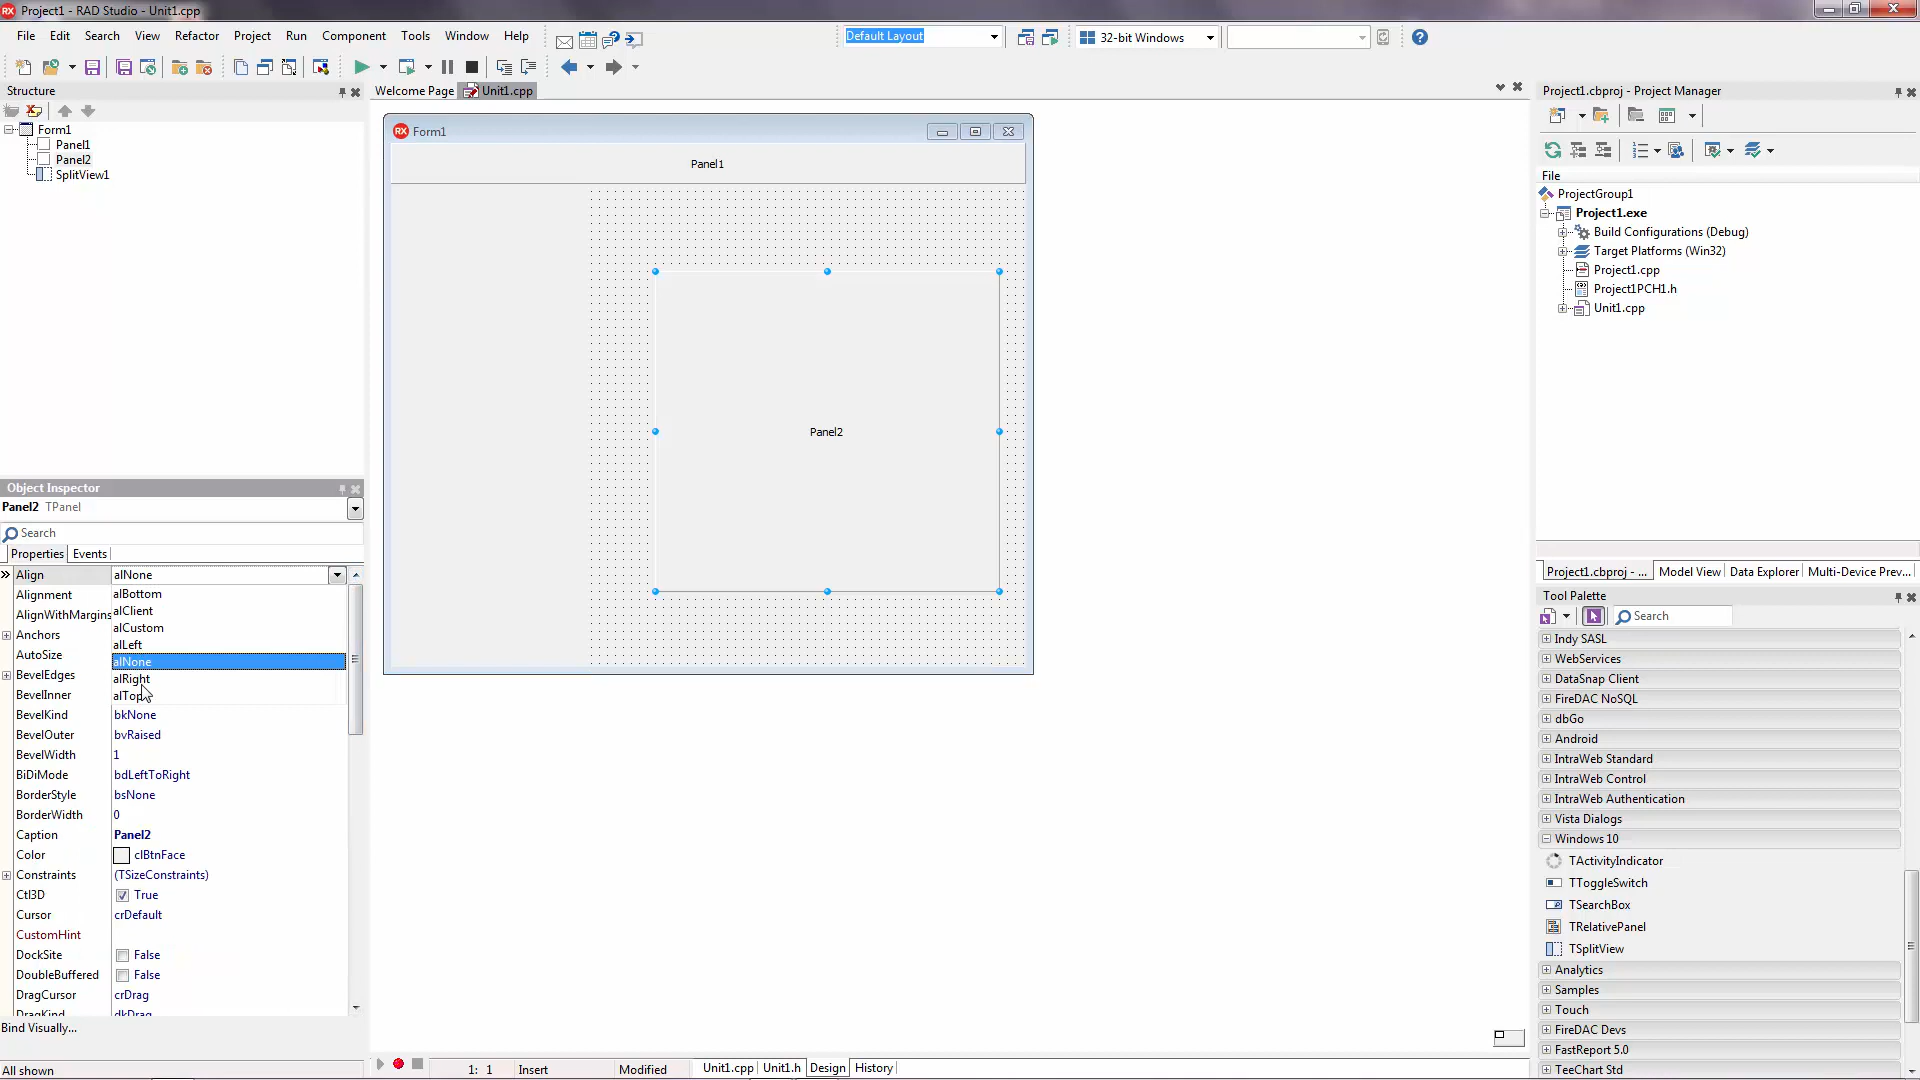 RX Project1 - RAD Studio - Unit1.cpp
File Edit Search View Refactor Project Run Component Tools Window Help
Default Layout
32-bit Windows
Structure
Form1
Panel1
Panel2
SplitView1
Object Inspector
Panel2 TPanel
Search
Properties Events
Align alNone
Alignment
AlignWithMargins
Anchors
AutoSize
BevelEdges
BevelInner
alBottom
alClient
alCustom
alLeft
alNone
alRight
alTop
BevelKind bkNone
BevelOuter bvRaised
BevelWidth 1
BiDiMode bdLeftToRight
BorderStyle bsNone
BorderWidth 0
Caption Panel2
Color clBtnFace
Constraints (TSizeConstraints)
Ctl3D True
Cursor crDefault
CustomHint
DockSite False
DoubleBuffered False
DragCursor crDrag
DragKind dkDrag
Bind Visually...
All shown
Welcome Page Unit1.cpp
RX Form1
Panel1
Panel2
1: 1 Insert Modified Unit1.cpp Unit1.h Design History
Project1.cbproj - Project Manager
File
ProjectGroup1
Project1.exe
Build Configurations (Debug)
Target Platforms (Win32)
Project1.cpp
Project1PCH1.h
Unit1.cpp
Project1.cbproj - ... Model View Data Explorer Multi-Device Prev...
Tool Palette
Search
Indy SASL
WebServices
DataSnap Client
FireDAC NoSQL
dbGo
Android
IntraWeb Standard
IntraWeb Control
IntraWeb Authentication
Vista Dialogs
Windows 10
TActivityIndicator
TToggleSwitch
TSearchBox
TRelativePanel
TSplitView
Analytics
Samples
Touch
FireDAC Devs
FastReport 5.0
TeeChart Std